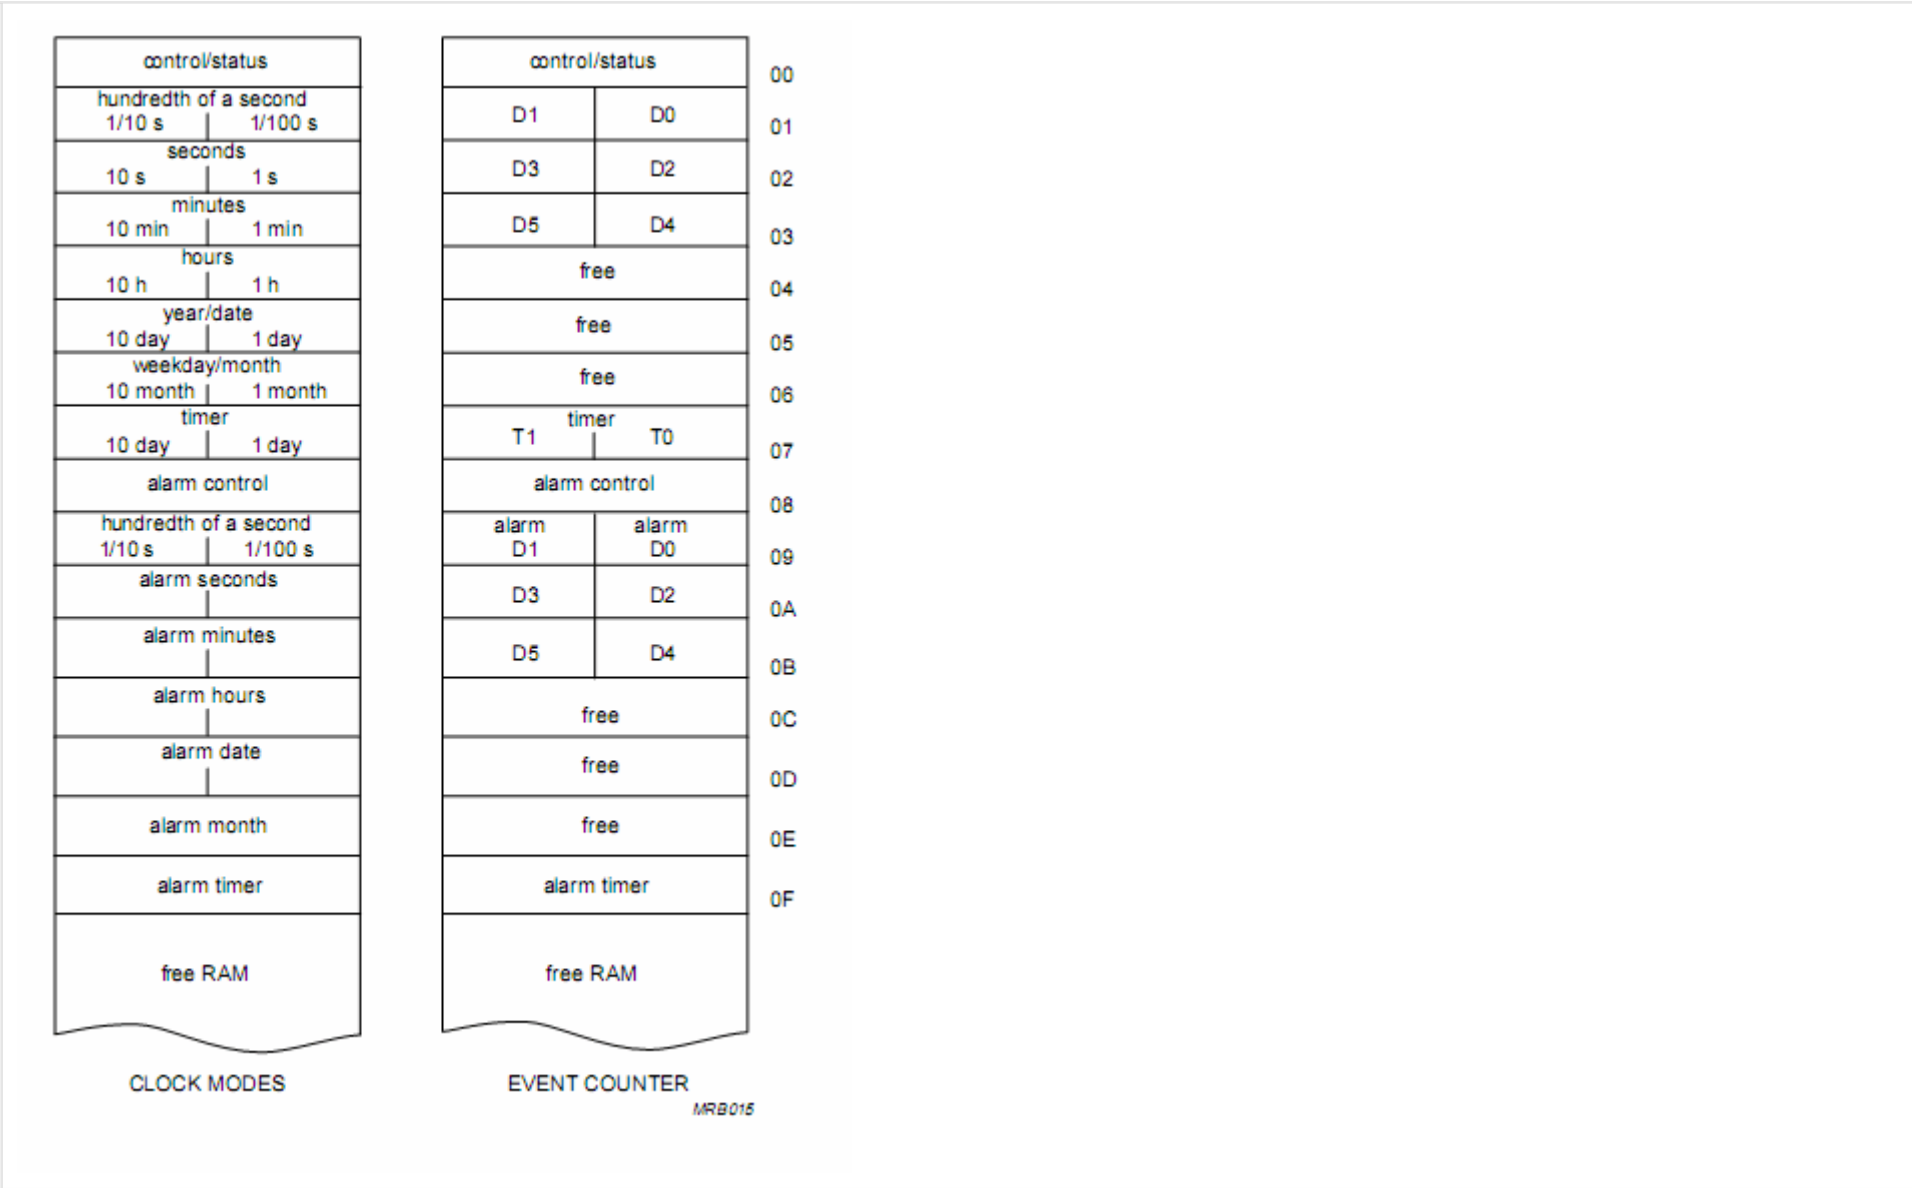 control/status
hundredth of a second
1/10 s 1/100 s
seconds
10 s 1 s
minutes
10 min 1 min
hours
10 h 1 h
year/date
10 day 1 day
weekday/month
10 month 1 month
timer
10 day 1 day
alarm control
hundredth of a second
1/10 s 1/100 s
alarm seconds
alarm minutes
alarm hours
alarm date
alarm month
alarm timer
free RAM
CLOCK MODES
control/status
D1 D0
D3 D2
D5 D4
free
free
free
timer
T1 T0
alarm control
alarm alarm
D1 D0
D3 D2
D5 D4
free
free
free
alarm timer
free RAM
EVENT COUNTER
MRB015
00
01
02
03
04
05
06
07
08
09
0A
0B
0C
0D
0E
0F